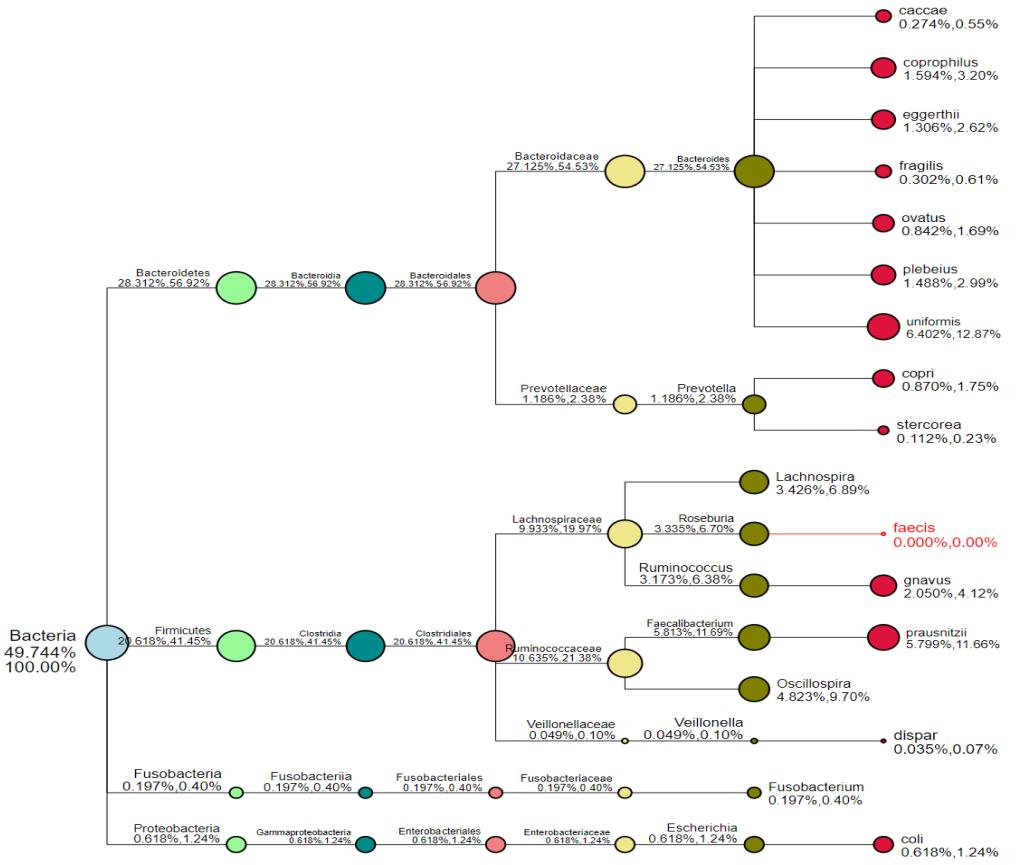 caccae
0.274%,0.55%
coprophilus
1.594%,3.20%
eggerthii
1.306%,2.62%
Bacteroidaceae
27.125%,54.53%
Bacteroides
27.125%,54.53%
fragilis
0.302%,0.61%
ovatus
0.842%,1.69%
Bacteroidetes
28.312%,56.92%
Bacteroidia
28.312%,56.92%
Bacteroidales
28.312%,56.92%
plebeius
1.488%,2.99%
uniformis
6.402%,12.87%
Prevotellaceae
1.186%,2.38%
Prevotella
1.186%,2.38%
copri
0.870%,1.75%
stercorea
0.112%,0.23%
Lachnospira
3.426%,6.89%
Lachnospiraceae
9.933%,19.97%
Roseburia
3.335%,6.70%
faecis
0.000%,0.00%
Ruminococcus
3.173%,6.38%
gnavus
2.050%,4.12%
Bacteria
49.744%
100.00%
Firmicutes
20.618%,41.45%
Clostridia
20.618%,41.45%
Clostridiales
20.618%,41.45%
Ruminococcaceae
10.635%,21.38%
Faecalibacterium
5.813%,11.69%
prausnitzii
5.799%,11.66%
Oscillospira
4.823%,9.70%
Veillonellaceae
0.049%,0.10%
Veillonella
0.049%,0.10%
dispar
0.035%,0.07%
Fusobacteria
0.197%,0.40%
Fusobacteriia
0.197%,0.40%
Fusobacteriales
0.197%,0.40%
Fusobacteriaceae
0.197%,0.40%
Fusobacterium
0.197%,0.40%
Proteobacteria
0.618%,1.24%
Gammaproteobacteria
0.618%,1.24%
Enterobacteriales
0.618%,1.24%
Enterobacteriaceae
0.618%,1.24%
Escherichia
0.618%,1.24%
coli
0.618%,1.24%